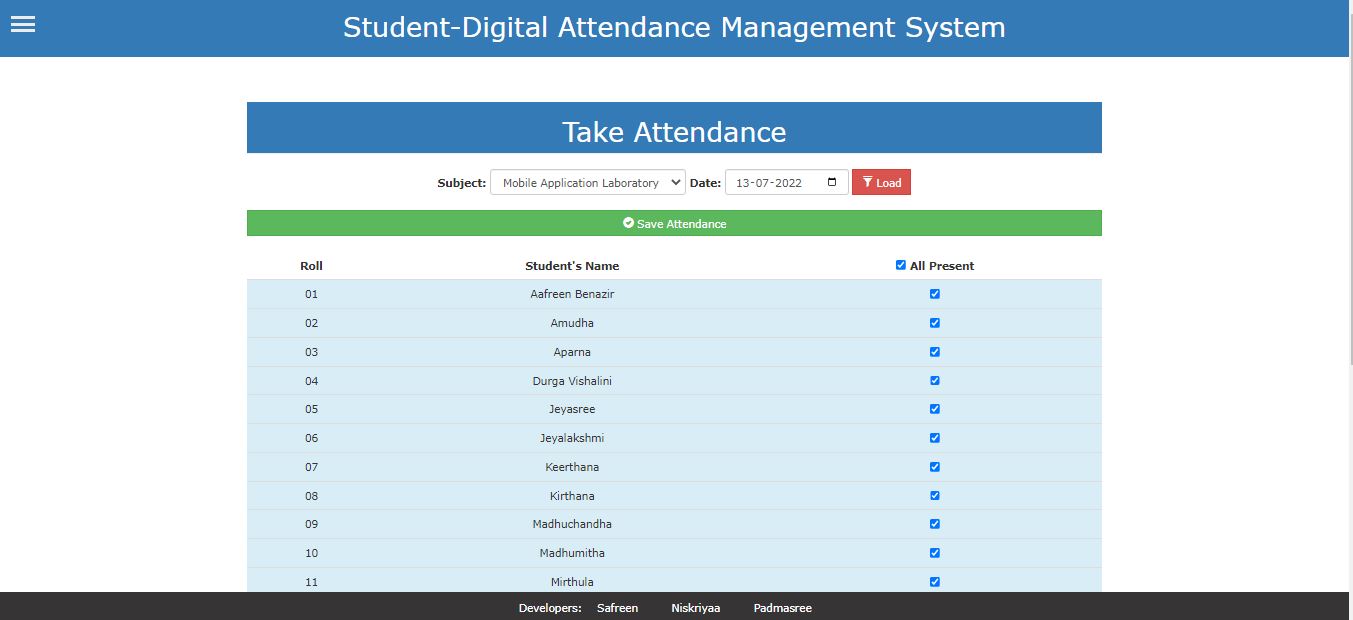 Student-Digital Attendance Management System
Take Attendance
Subject: Mobile Application Laboratory Date: 13-07-2022 Load
Save Attendance
Roll Student's Name All Present
01 Aafreen Benazir
02 Amudha
03 Aparna
04 Durga Vishalini
05 Jeyasree
06 Jeyalakshmi
07 Keerthana
08 Kirthana
09 Madhuchandha
10 Madhumitha
11 Mirthula
Developers: Safreen Niskriyaa Padmasree